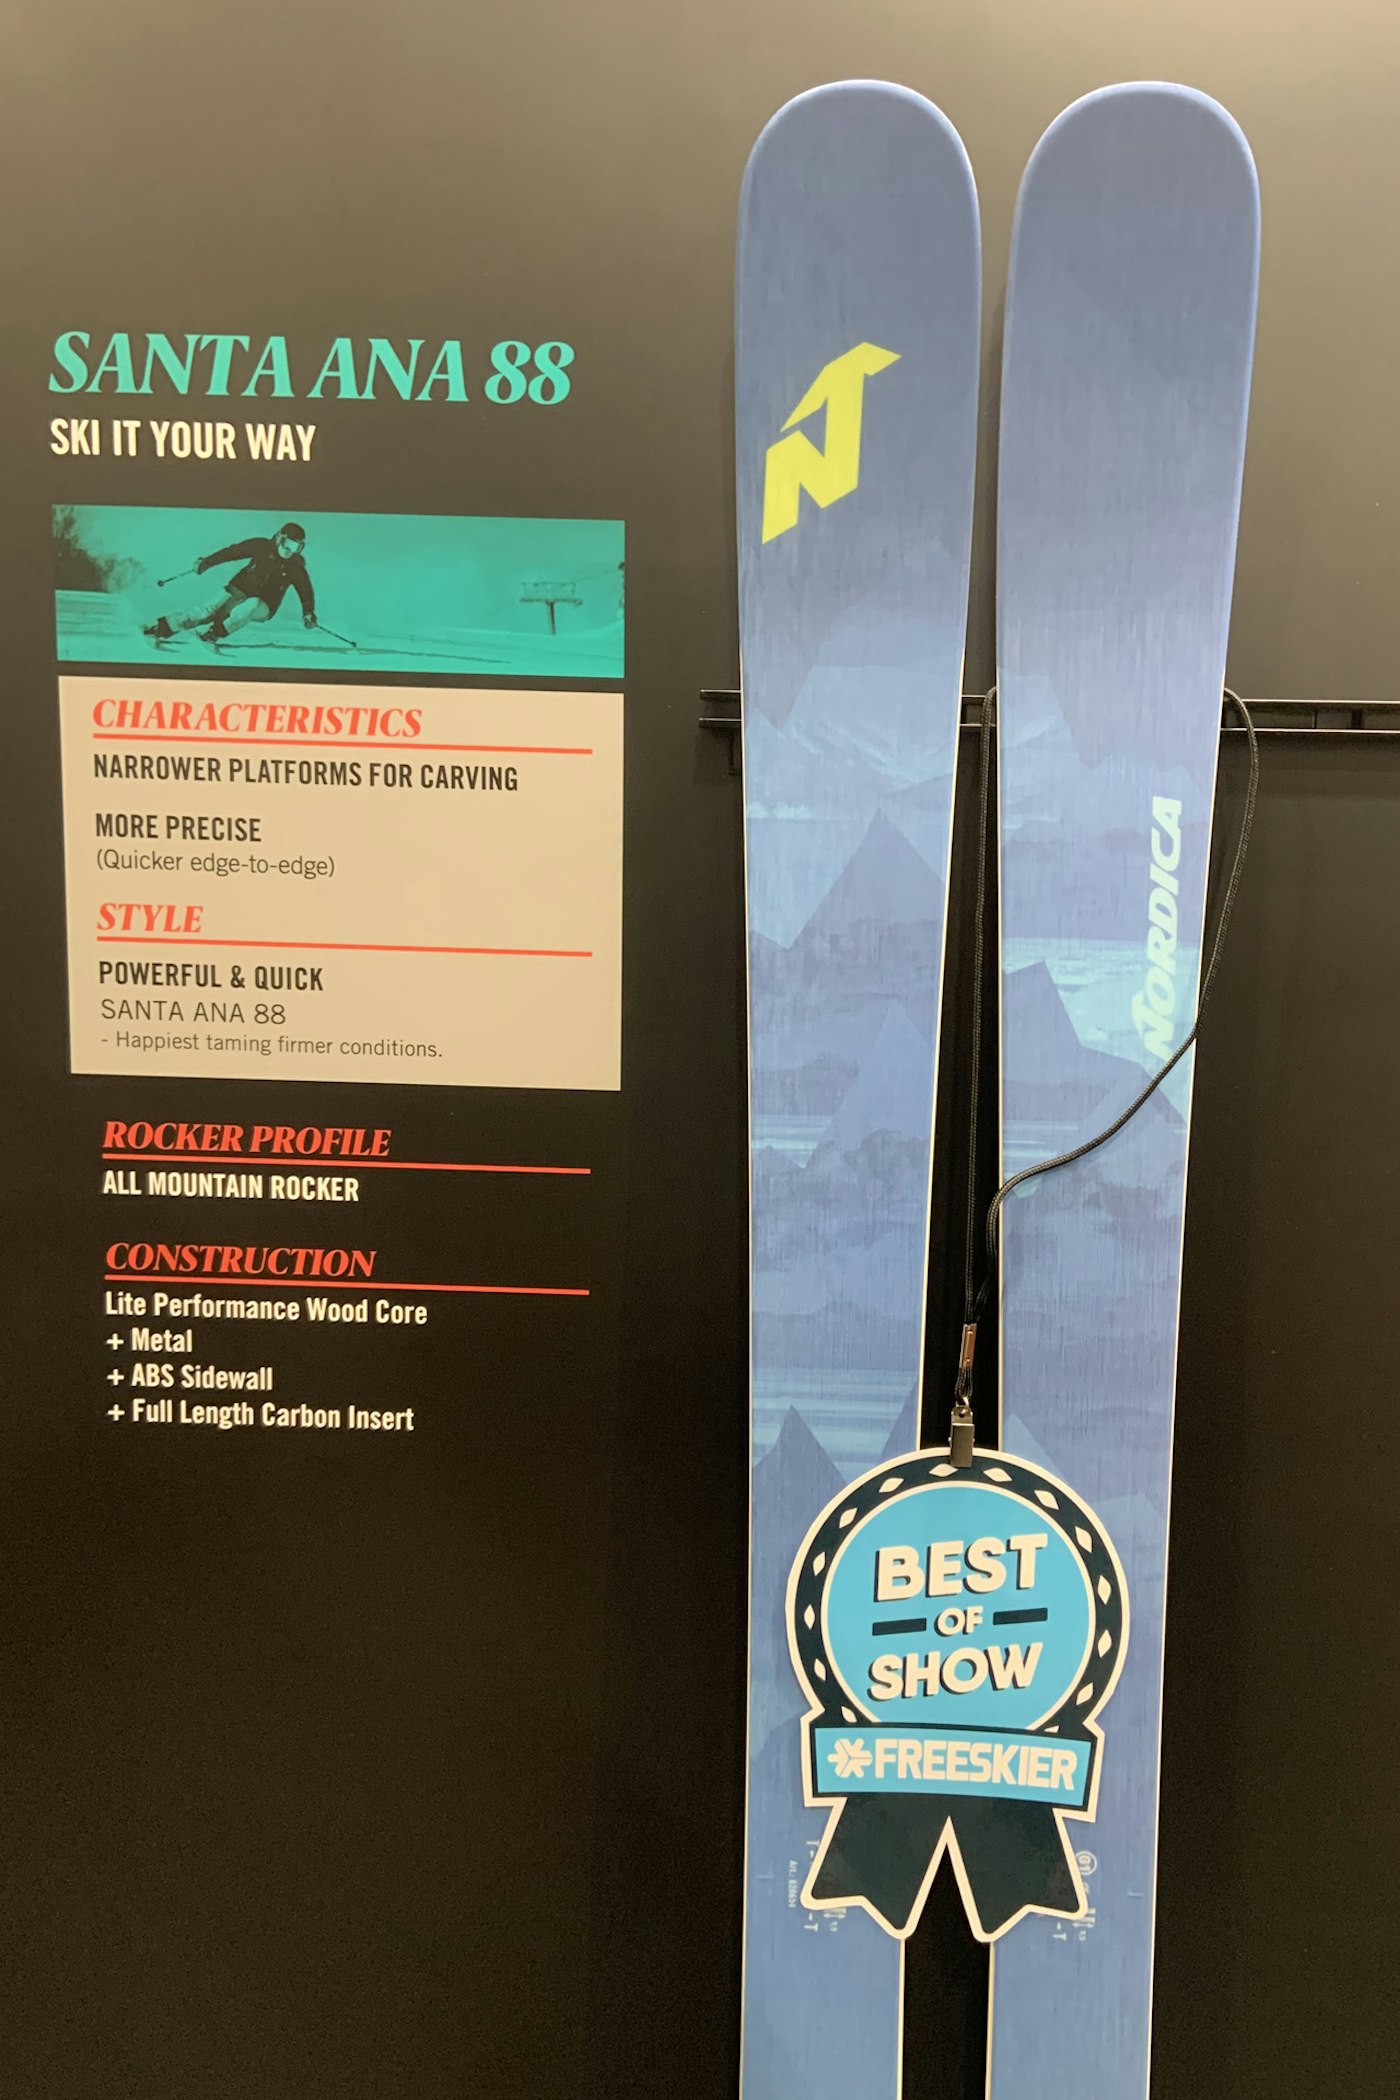 SANTA ANA 88
SKI IT YOUR WAY
CHARACTERISTICS
NARROWER PLATFORMS FOR CARVING
MORE PRECISE
(Quicker edge-to-edge)
STYLE
POWERFUL & QUICK
SANTA ANA 88
- Happiest taming firmer conditions.
ROCKER PROFILE
ALL MOUNTAIN ROCKER
CONSTRUCTION
Lite Performance Wood Core
+ Metal
+ ABS Sidewall
+ Full Length Carbon Insert
NORDICA
BEST
OF
SHOW
FREESKIER